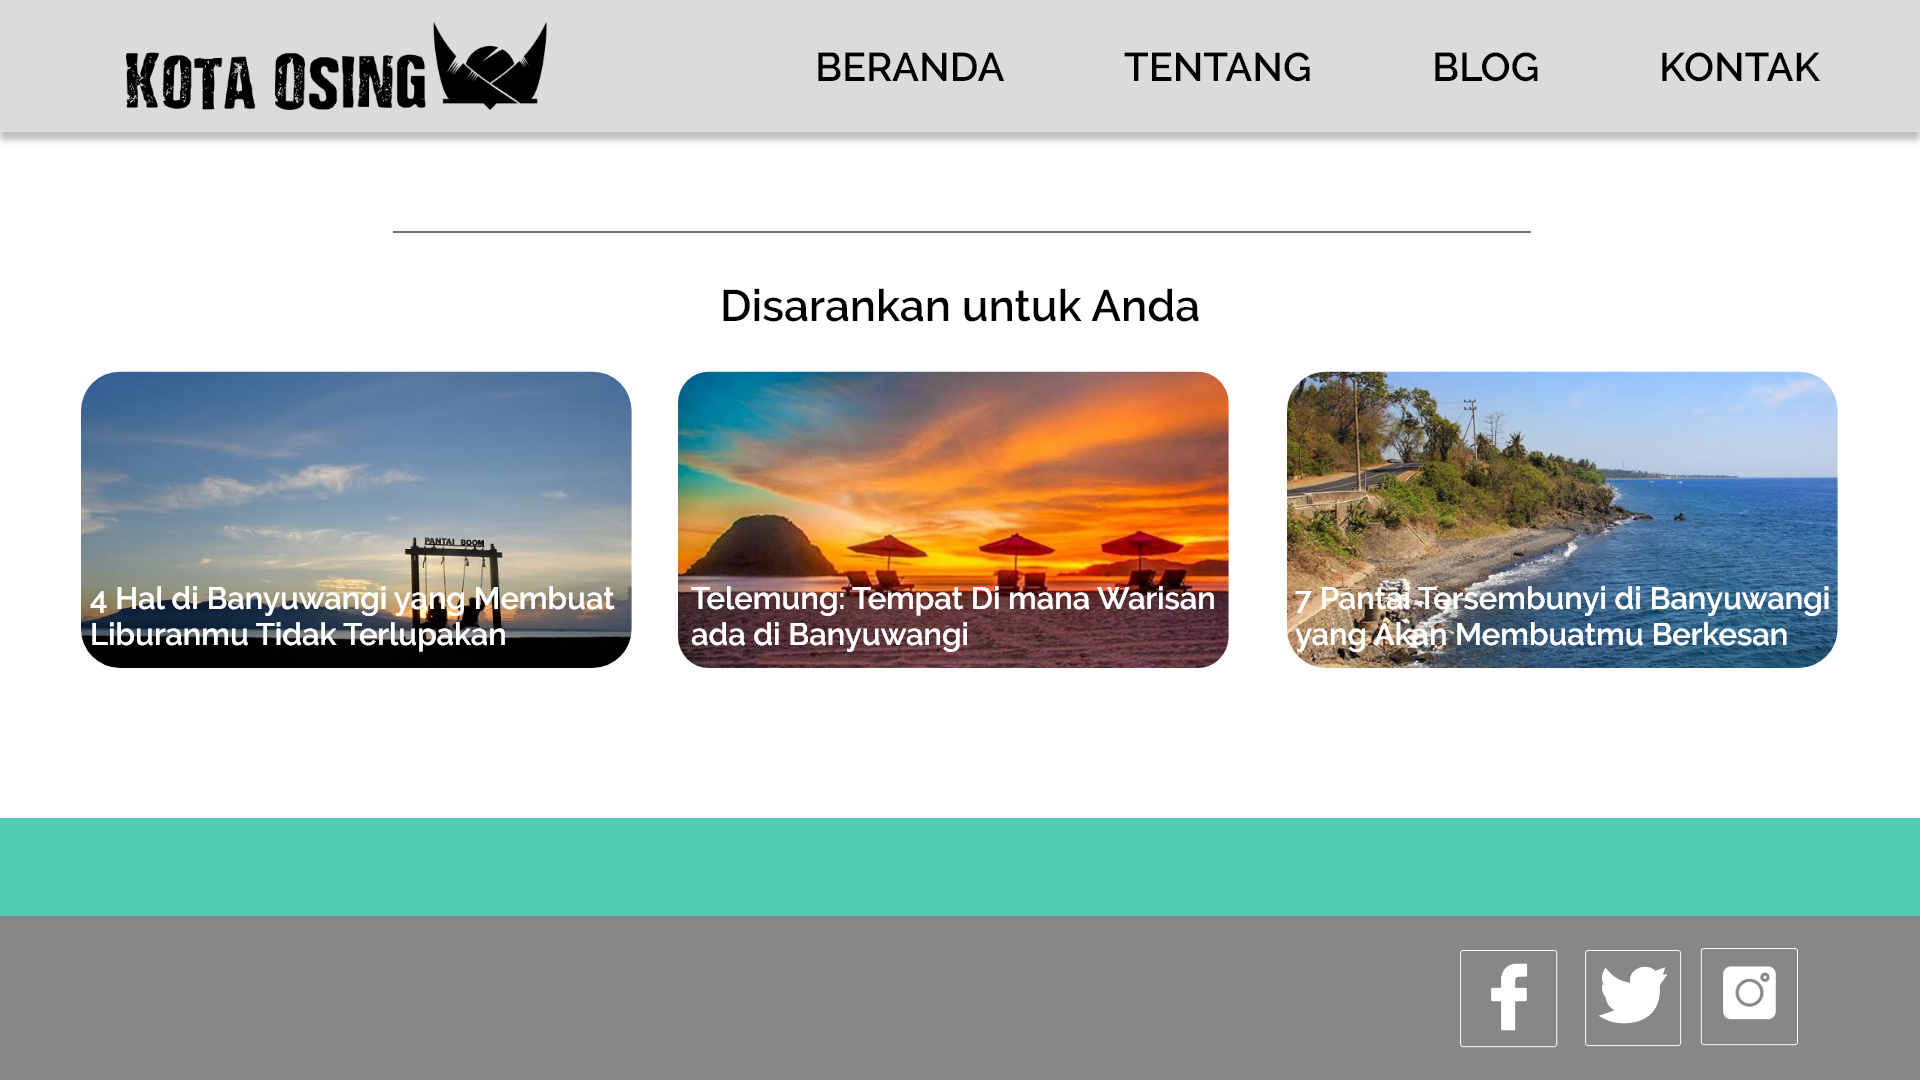 KOTA OSING
BERANDA
TENTANG
BLOG
KONTAK
Disarankan untuk Anda
PANTAI BOOM
4 Hal di Banyuwangi yang Membuat
Liburanmu Tidak Terlupakan
Telemung: Tempat Di mana Warisan
ada di Banyuwangi
7 Pantai Tersembunyi di Banyuwangi
yang Akan Membuatmu Berkesan